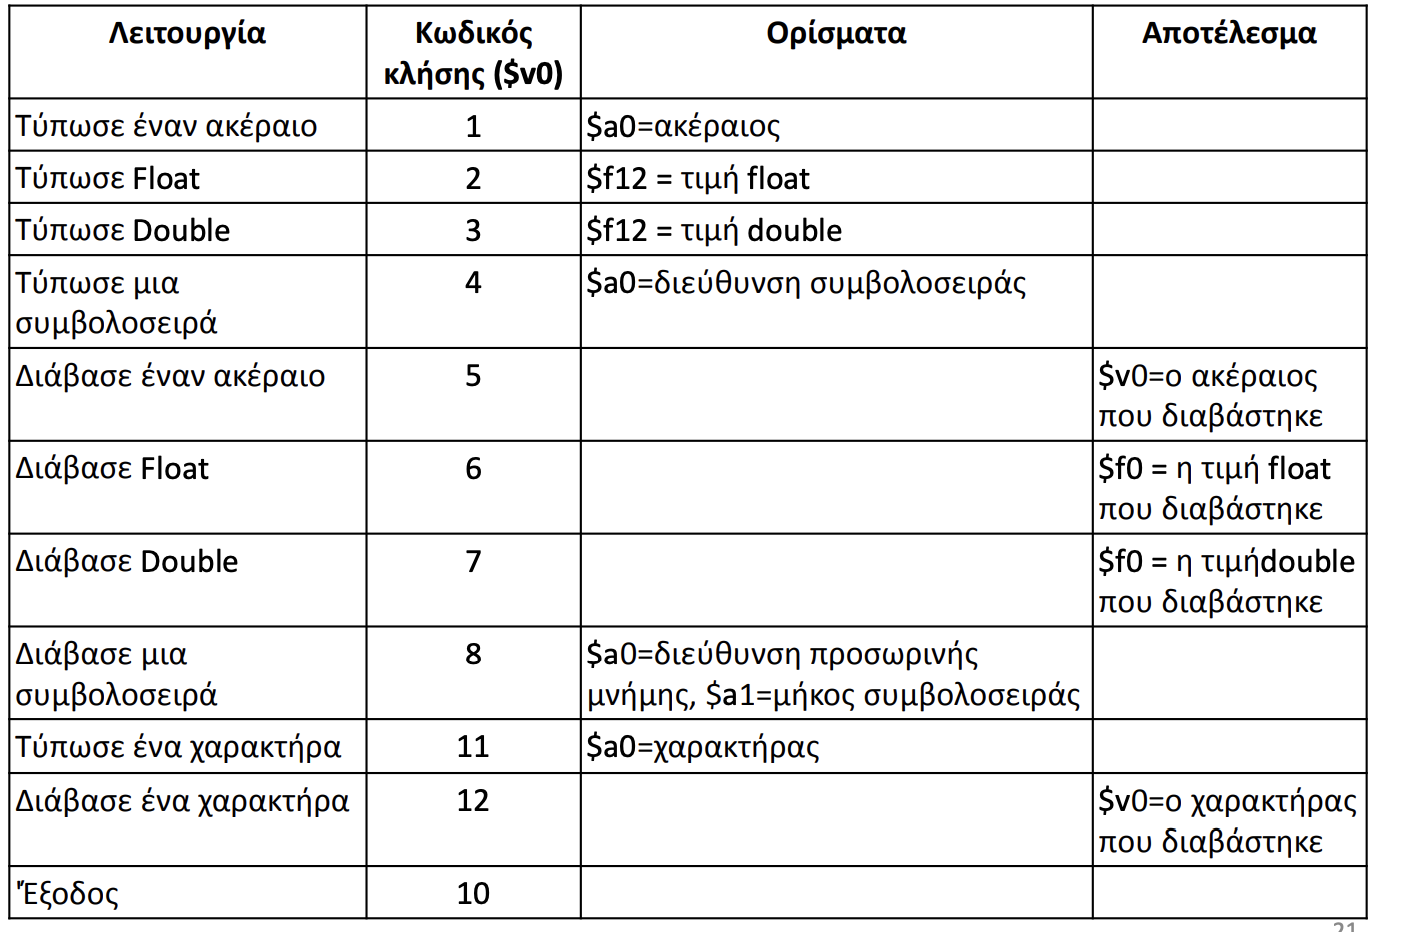 Λειτουργία Κωδικός κλήσης ($v0) Ορίσματα Αποτέλεσμα
Τύπωσε έναν ακέραιο 1 $a0=ακέραιος
Τύπωσε Float 2 $f12 = τιμή float
Τύπωσε Double 3 $f12 = τιμή double
Τύπωσε μια 4 $a0=διεύθυνση συμβολοσειράς
συμβολοσειρά
Διάβασε έναν ακέραιο 5 $v0=ο ακέραιος
που διαβάστηκε
Διάβασε Float 6 $f0 = η τιμή float
που διαβάστηκε
Διάβασε Double 7 $f0 = η τιμήdouble
που διαβάστηκε
Διάβασε μια 8 $a0=διεύθυνση προσωρινής
συμβολοσειρά μνήμης, $a1=μήκος συμβολοσειράς
Τύπωσε ένα χαρακτήρα 11 $a0=χαρακτήρας
Διάβασε ένα χαρακτήρα 12 $v0=ο χαρακτήρας
που διαβάστηκε
Έξοδος 10
21